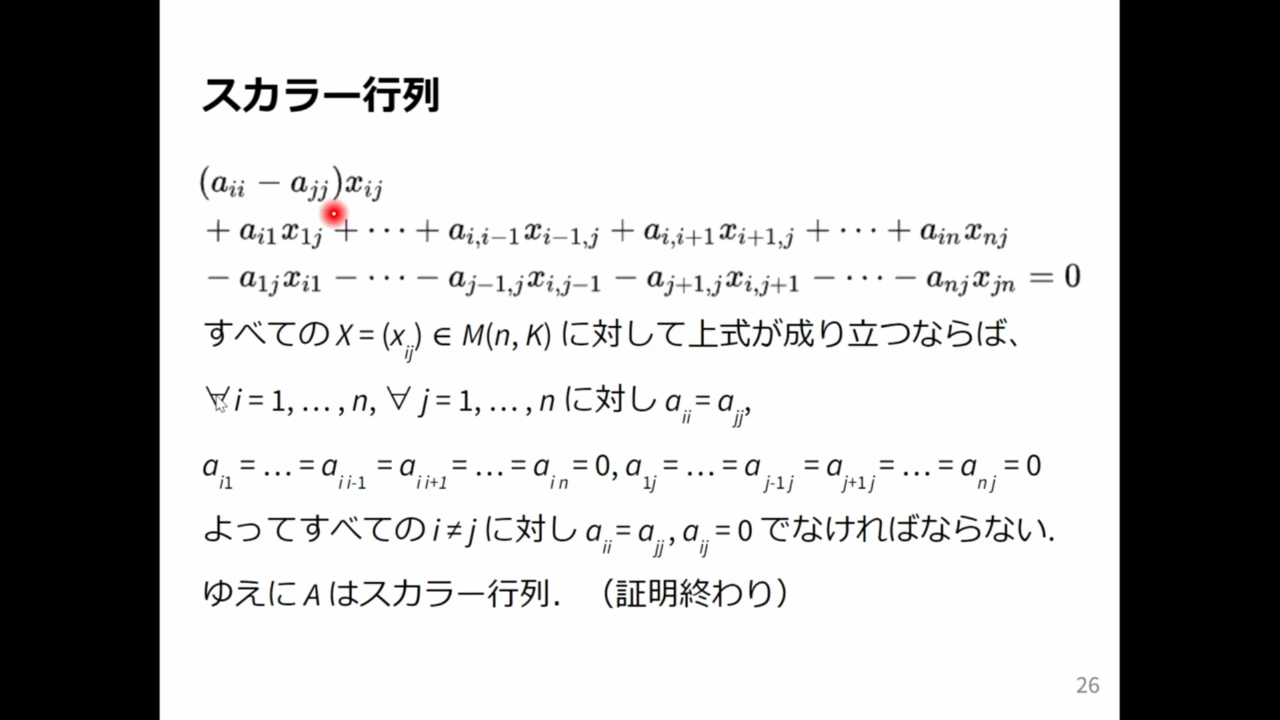 スカラー行列
(a_{ii} − a_{jj})x_{ij}
+ a_{i1}x_{1j} + ⋯ + a_{i,i−1}x_{i−1,j} + a_{i,i+1}x_{i+1,j} + ⋯ + a_{in}x_{nj}
− a_{1j}x_{i1} − ⋯ − a_{j−1,j}x_{i,j−1} − a_{j+1,j}x_{i,j+1} − ⋯ − a_{nj}x_{jn} = 0
すべての X = (x_{ij}) ∈ M(n, K) に対して上式が成り立つならば、
∀ i = 1, … , n, ∀ j = 1, … , n に対し a_{ii} = a_{jj},
a_{i1} = … = a_{i i-1} = a_{i i+1} = … = a_{i n} = 0, a_{1j} = … = a_{j-1 j} = a_{j+1 j} = … = a_{n j} = 0
よってすべての i ≠ j に対し a_{ii} = a_{jj} , a_{ij} = 0 でなければならない.
ゆえに A はスカラー行列. （証明終わり）
26